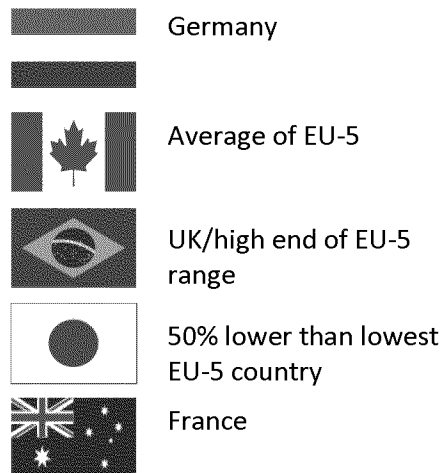 Germany
Average of EU-5
UK/high end of EU-5
range
50% lower than lowest
EU-5 country
France